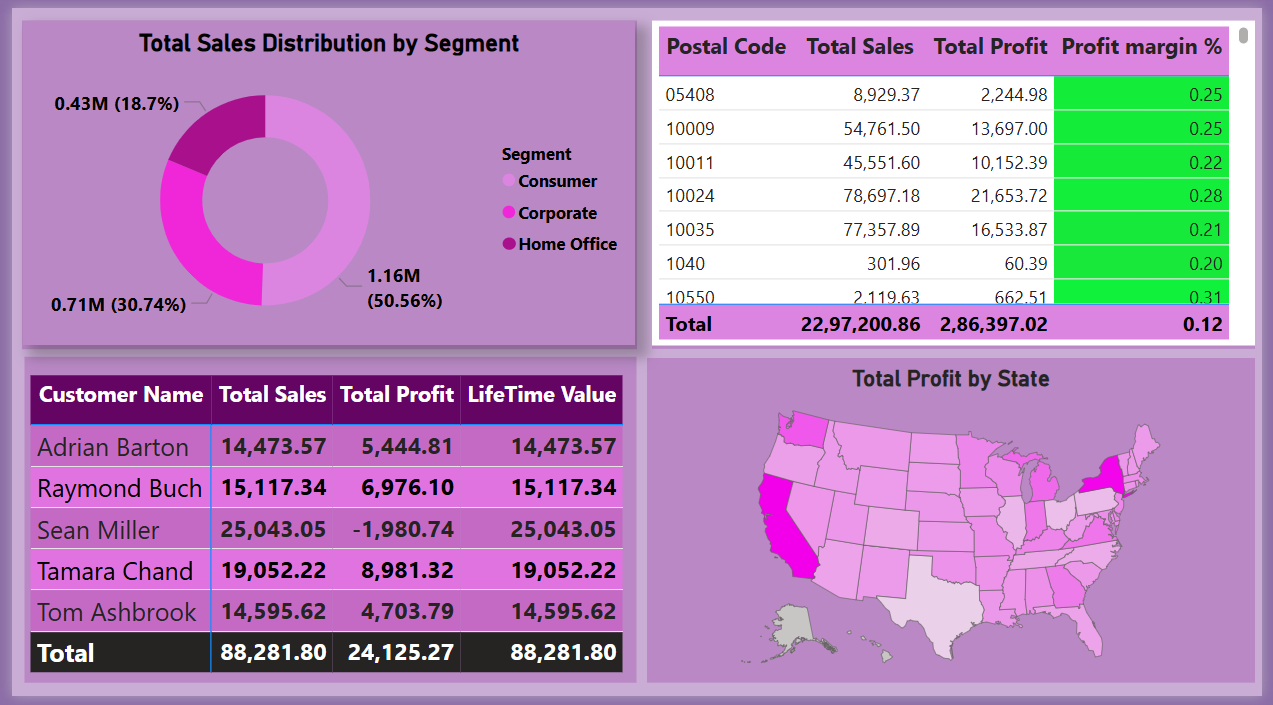 Total Sales Distribution by Segment
0.43M (18.7%)
0.71M (30.74%)
1.16M
(50.56%)
Segment
Consumer
Corporate
Home Office
Postal Code Total Sales Total Profit Profit margin %
05408 8,929.37 2,244.98 0.25
10009 54,761.50 13,697.00 0.25
10011 45,551.60 10,152.39 0.22
10024 78,697.18 21,653.72 0.28
10035 77,357.89 16,533.87 0.21
1040 301.96 60.39 0.20
10550 2,119.63 662.51 0.31
Total 22,97,200.86 2,86,397.02 0.12
Customer Name Total Sales Total Profit LifeTime Value
Adrian Barton 14,473.57 5,444.81 14,473.57
Raymond Buch 15,117.34 6,976.10 15,117.34
Sean Miller 25,043.05 -1,980.74 25,043.05
Tamara Chand 19,052.22 8,981.32 19,052.22
Tom Ashbrook 14,595.62 4,703.79 14,595.62
Total 88,281.80 24,125.27 88,281.80
Total Profit by State